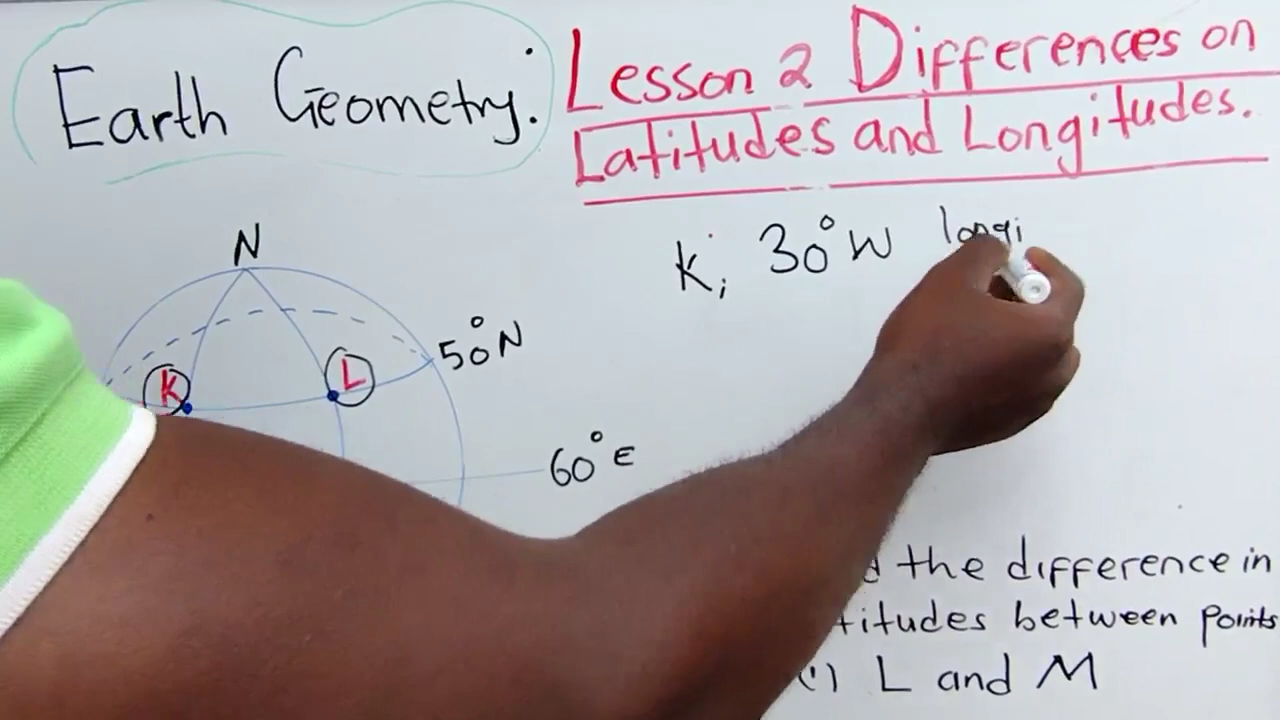 Earth Geometry:
Lesson 2 Differences on
Latitudes and Longitudes.
N
K; 30°W longi
50°N
K
L
60°E
the difference in
titudes between points
(i) L and M